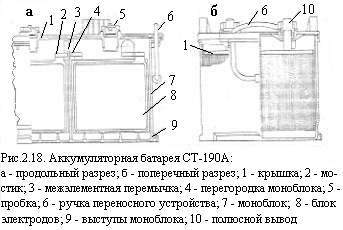 а
1
2
3
4
5
6
7
8
9
б
1
6
10
Рис.2.18. Аккумуляторная батарея СТ-190А:
а - продольный разрез; б - поперечный разрез; 1 - крышка; 2 - мо-
стик; 3 - межэлементная перемычка; 4 - перегородка моноблока; 5 -
пробка; 6 - ручка переносного устройства; 7 - моноблок; 8 - блок
электродов; 9 - выступы моноблока; 10 - полюсной вывод